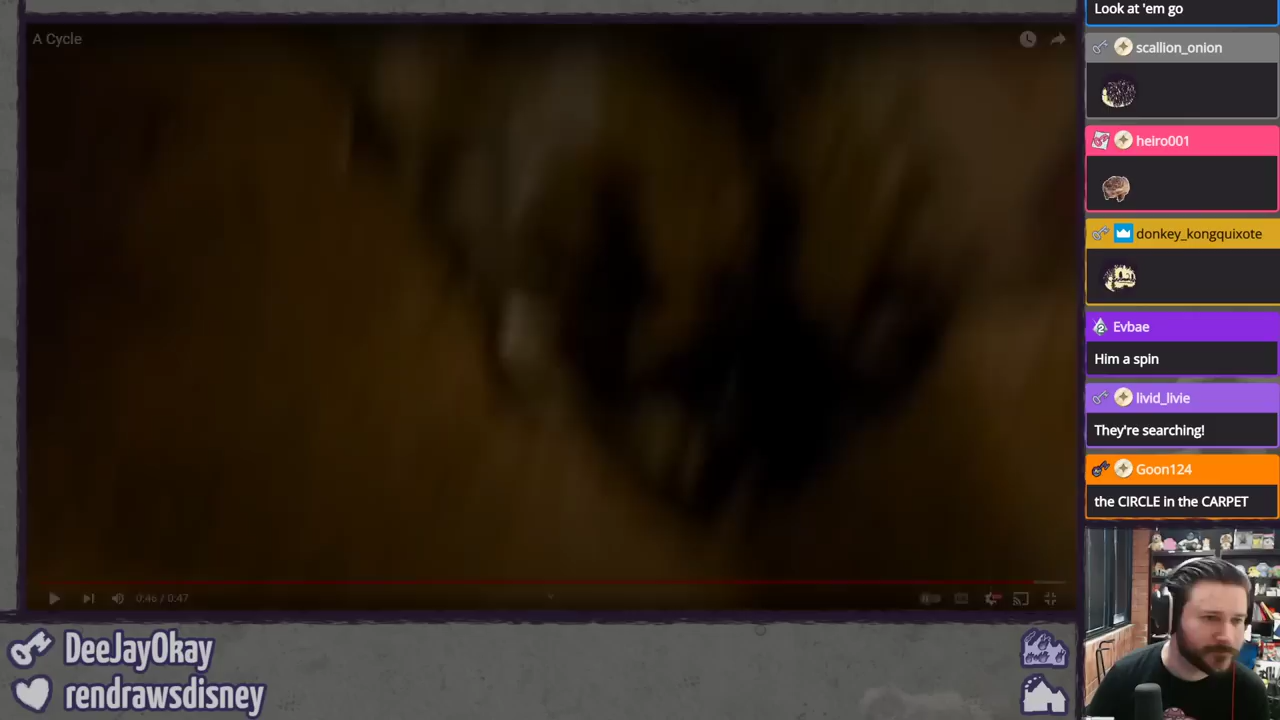 Look at 'em go
A Cycle
scallion_onion
heiro001
donkey_kongquixote
2 Evbae
Him a spin
livid_livie
They're searching!
Goon124
the CIRCLE in the CARPET
0:46 / 0:47
DeeJayOkay
rendrawsdisney